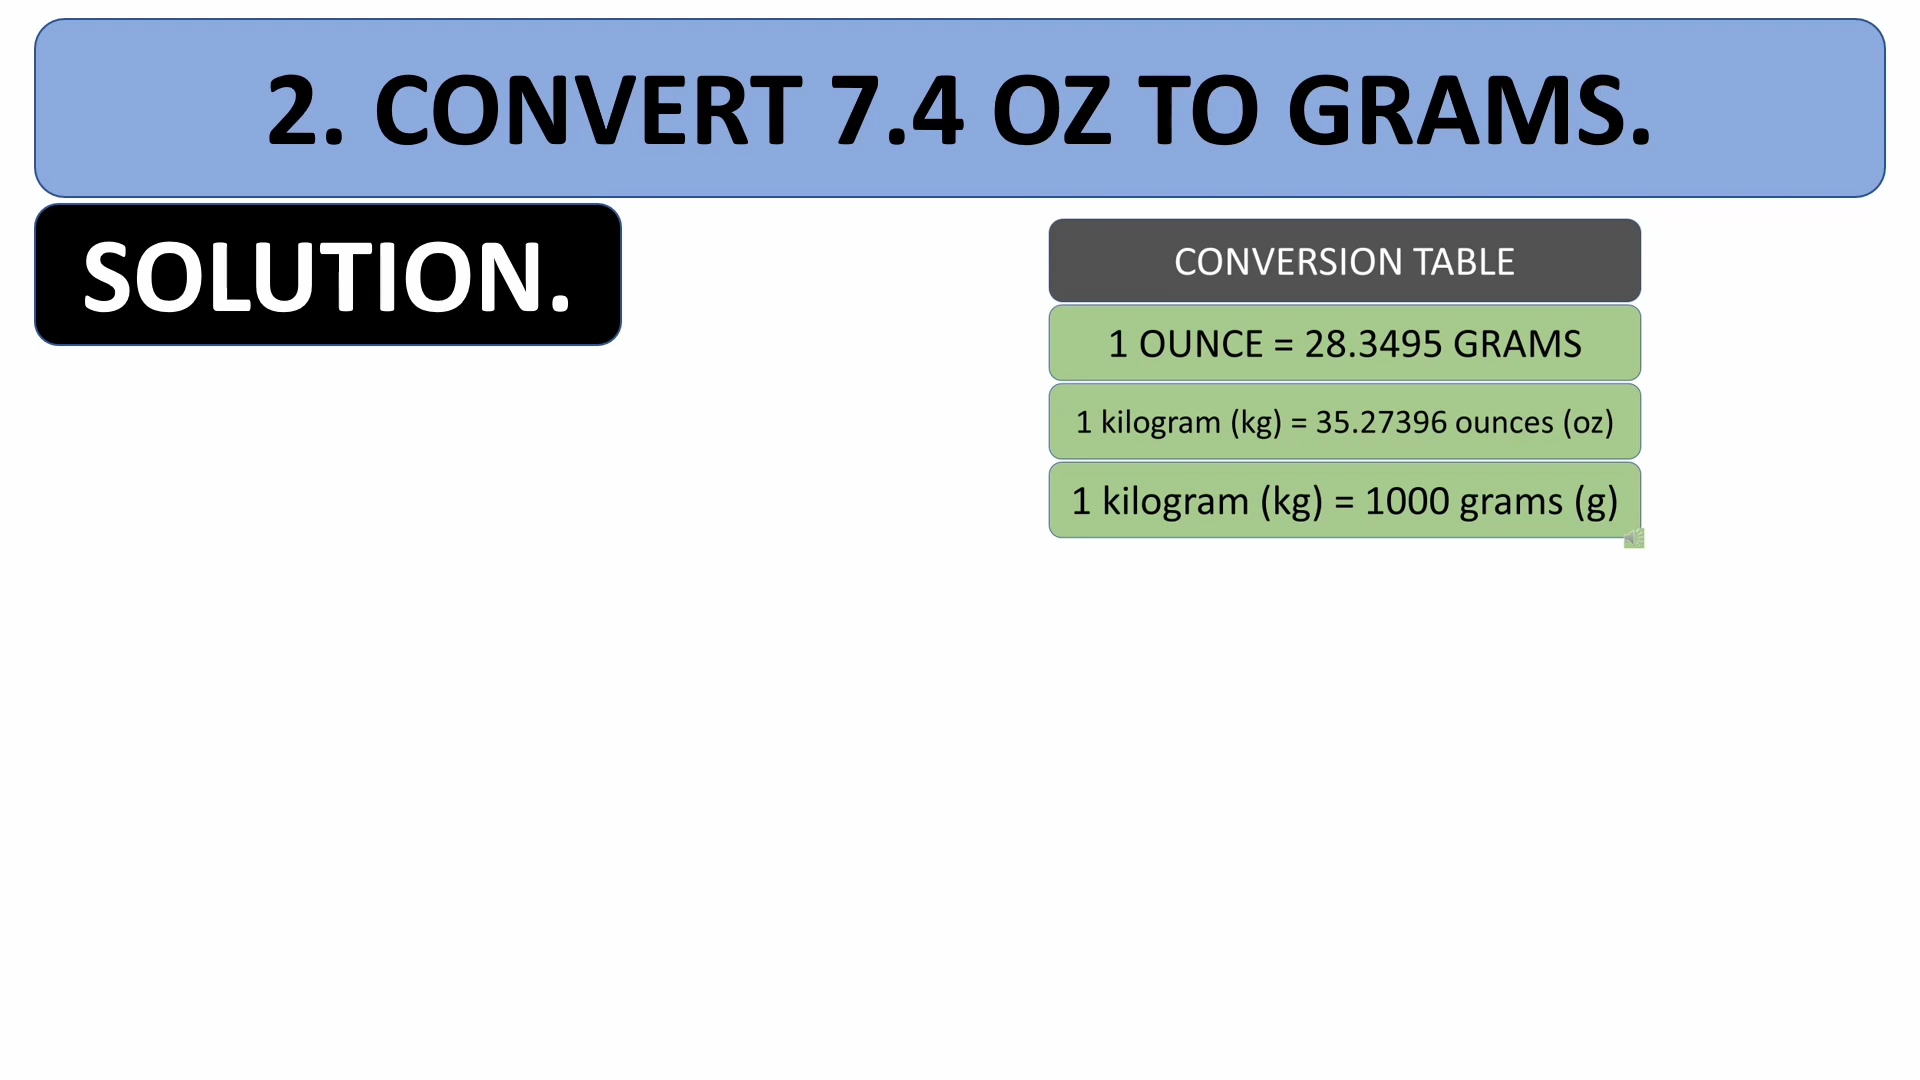 2. CONVERT 7.4 OZ TO GRAMS.
SOLUTION.
CONVERSION TABLE
1 OUNCE = 28.3495 GRAMS
1 kilogram (kg) = 35.27396 ounces (oz)
1 kilogram (kg) = 1000 grams (g)